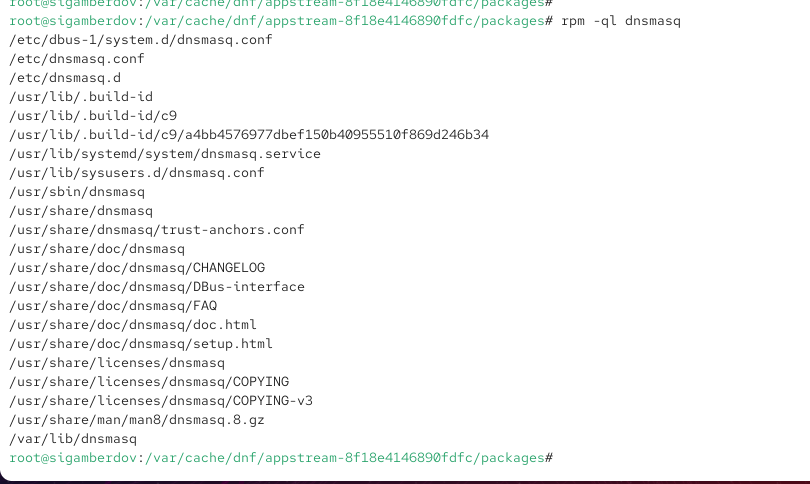 root@sigamberdov:/var/cache/dnf/appstream-8f18e4146890fdfc/packages#
root@sigamberdov:/var/cache/dnf/appstream-8f18e4146890fdfc/packages# rpm -ql dnsmasq
/etc/dbus-1/system.d/dnsmasq.conf
/etc/dnsmasq.conf
/etc/dnsmasq.d
/usr/lib/.build-id
/usr/lib/.build-id/c9
/usr/lib/.build-id/c9/a4bb4576977dbef150b40955510f869d246b34
/usr/lib/systemd/system/dnsmasq.service
/usr/lib/sysusers.d/dnsmasq.conf
/usr/sbin/dnsmasq
/usr/share/dnsmasq
/usr/share/dnsmasq/trust-anchors.conf
/usr/share/doc/dnsmasq
/usr/share/doc/dnsmasq/CHANGELOG
/usr/share/doc/dnsmasq/DBus-interface
/usr/share/doc/dnsmasq/FAQ
/usr/share/doc/dnsmasq/doc.html
/usr/share/doc/dnsmasq/setup.html
/usr/share/licenses/dnsmasq
/usr/share/licenses/dnsmasq/COPYING
/usr/share/licenses/dnsmasq/COPYING-v3
/usr/share/man/man8/dnsmasq.8.gz
/var/lib/dnsmasq
root@sigamberdov:/var/cache/dnf/appstream-8f18e4146890fdfc/packages#